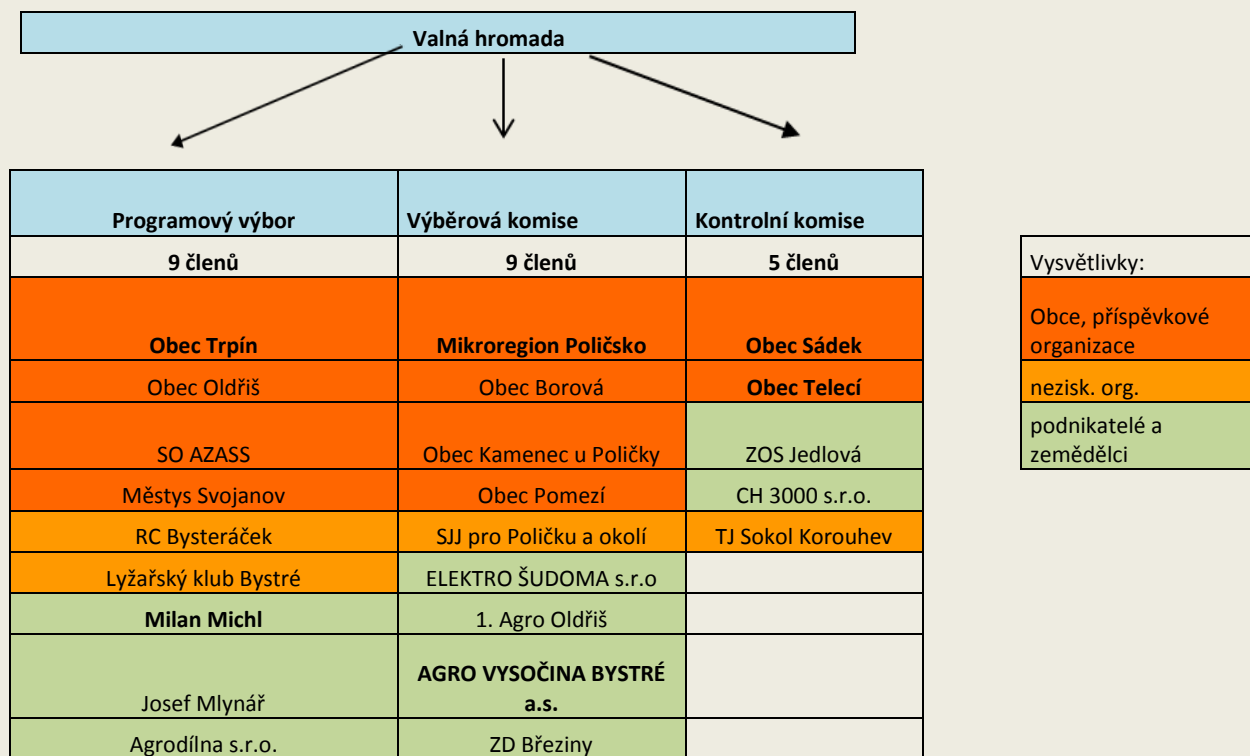 Valná hromada
Programový výbor
Výběrová komise
Kontrolní komise
9 členů
9 členů
5 členů
Vysvětlivky:
Obec Trpín
Mikroregion Poličsko
Obec Sádek
Obce, příspěvkové
organizace
Obec Oldřiš
Obec Borová
Obec Telecí
nezisk. org.
SO AZASS
Obec Kamenec u Poličky
ZOS Jedlová
podnikatelé a
zemědělci
Městys Svojanov
Obec Pomezí
CH 3000 s.r.o.
RC Bysteráček
SJJ pro Poličku a okolí
TJ Sokol Korouhev
Lyžařský klub Bystré
ELEKTRO ŠUDOMA s.r.o
Milan Michl
1. Agro Oldřiš
Josef Mlynář
AGRO VYSOČINA BYSTRÉ
a.s.
Agrodílna s.r.o.
ZD Březiny